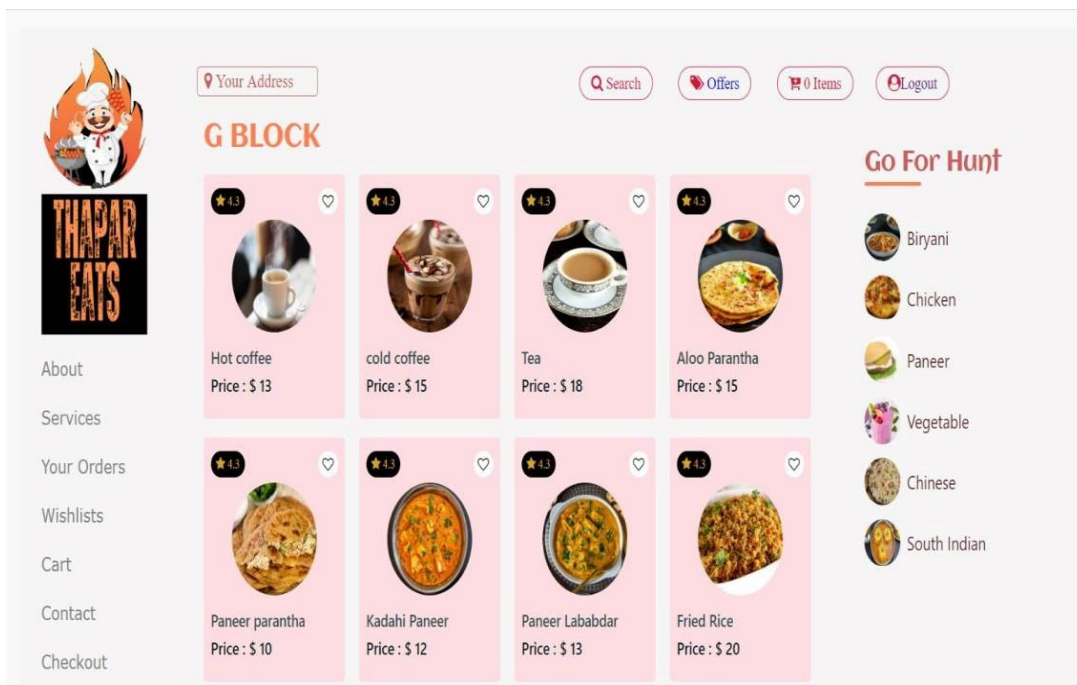 THAPAR
EATS
About
Services
Your Orders
Wishlists
Cart
Contact
Checkout
Your Address
Search
Offers
0 Items
Logout
G BLOCK
4.3
Hot coffee
Price : $ 13
4.3
cold coffee
Price : $ 15
4.3
Tea
Price : $ 18
4.3
Aloo Parantha
Price : $ 15
4.3
Paneer parantha
Price : $ 10
4.3
Kadahi Paneer
Price : $ 12
4.3
Paneer Lababdar
Price : $ 13
4.3
Fried Rice
Price : $ 20
Go For Hunt
Biryani
Chicken
Paneer
Vegetable
Chinese
South Indian